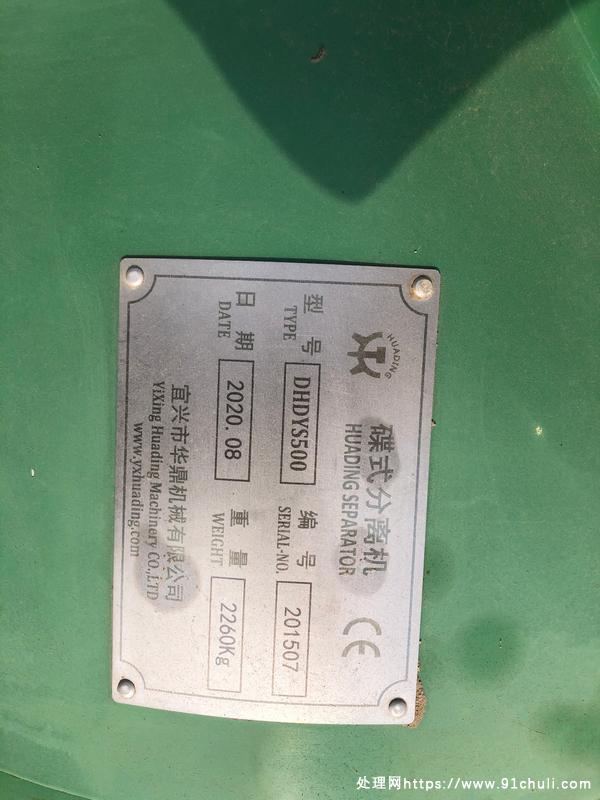 HUADING
碟式分离机
HUADING SEPARATOR
CE
型号 DHDYS500 编号 201507
TYPE SERIAL-NO.
日期 2020.08 重量 2260Kg
DATE WEIGHT
宜兴市华鼎机械有限公司
YiXing Huading Machinery CO.,LTD
www.yxhuading.com
处理网https://www.91chuli.com